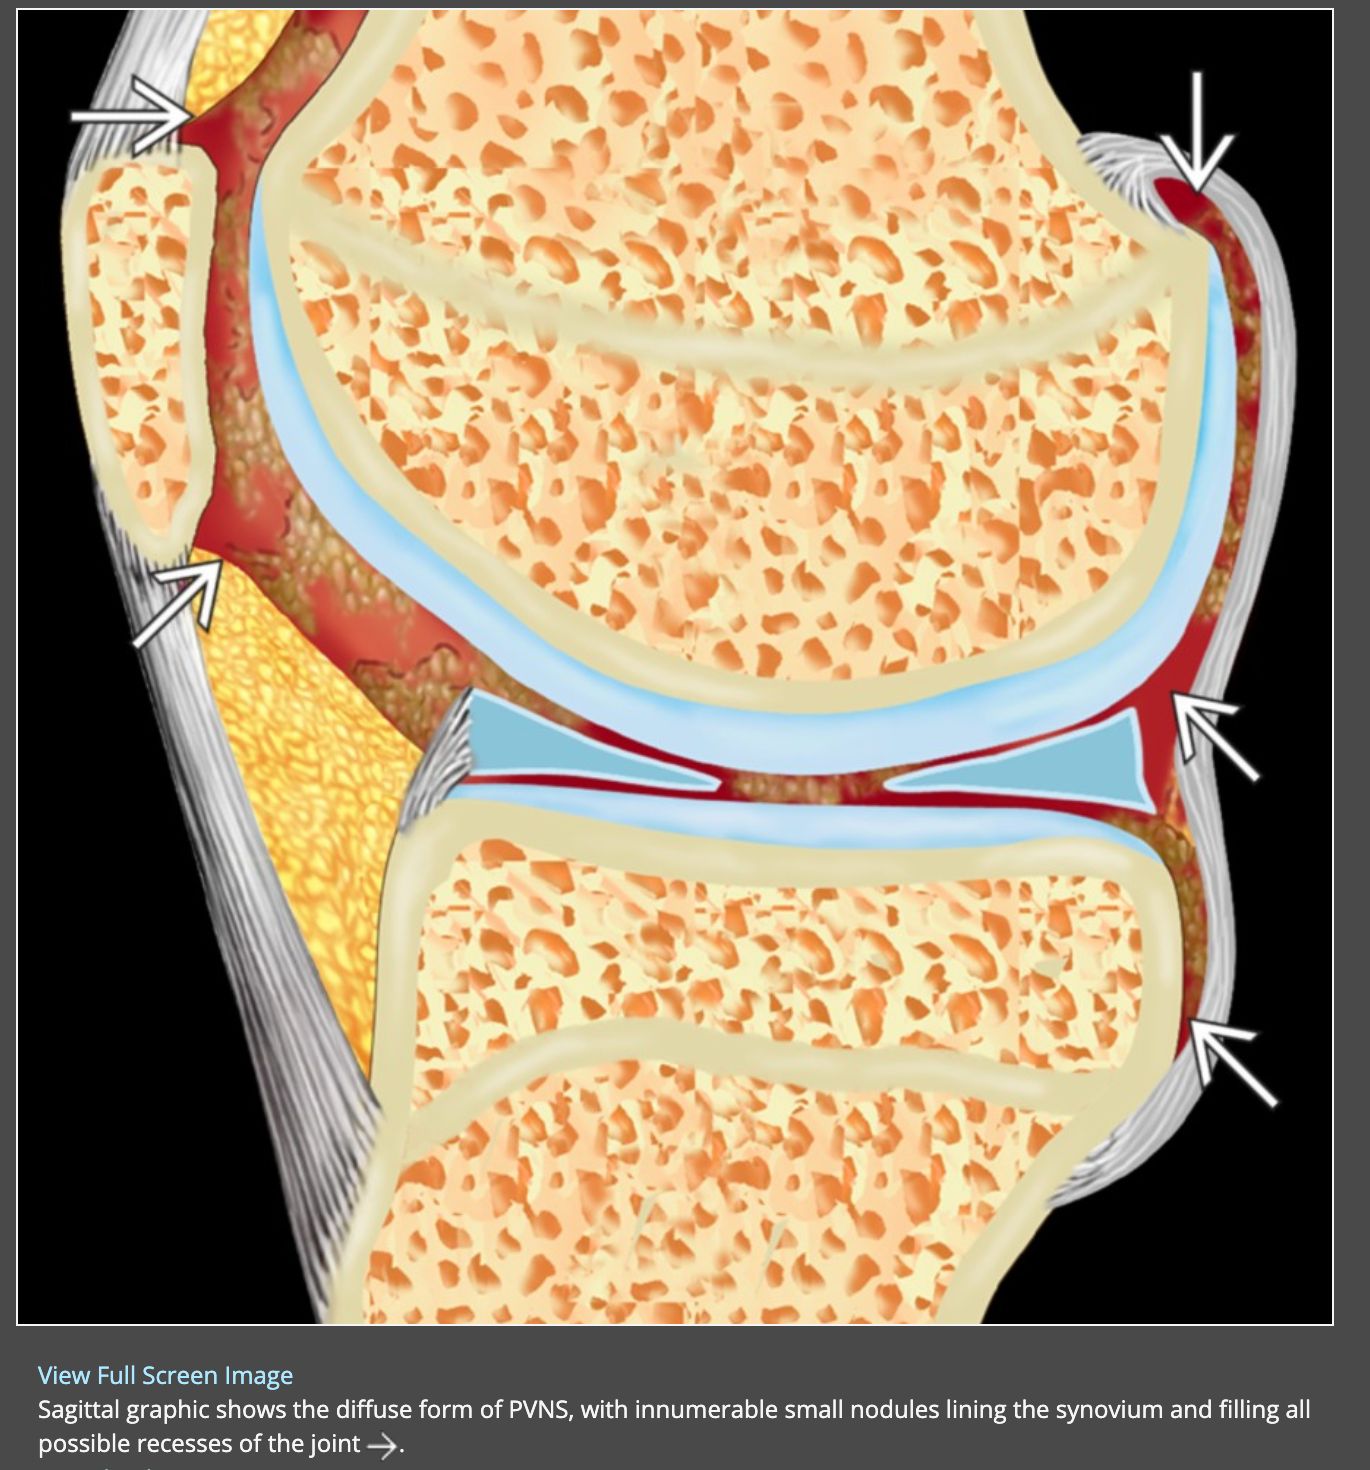 View Full Screen Image
Sagittal graphic shows the diffuse form of PVNS, with innumerable small nodules lining the synovium and filling all
possible recesses of the joint →.